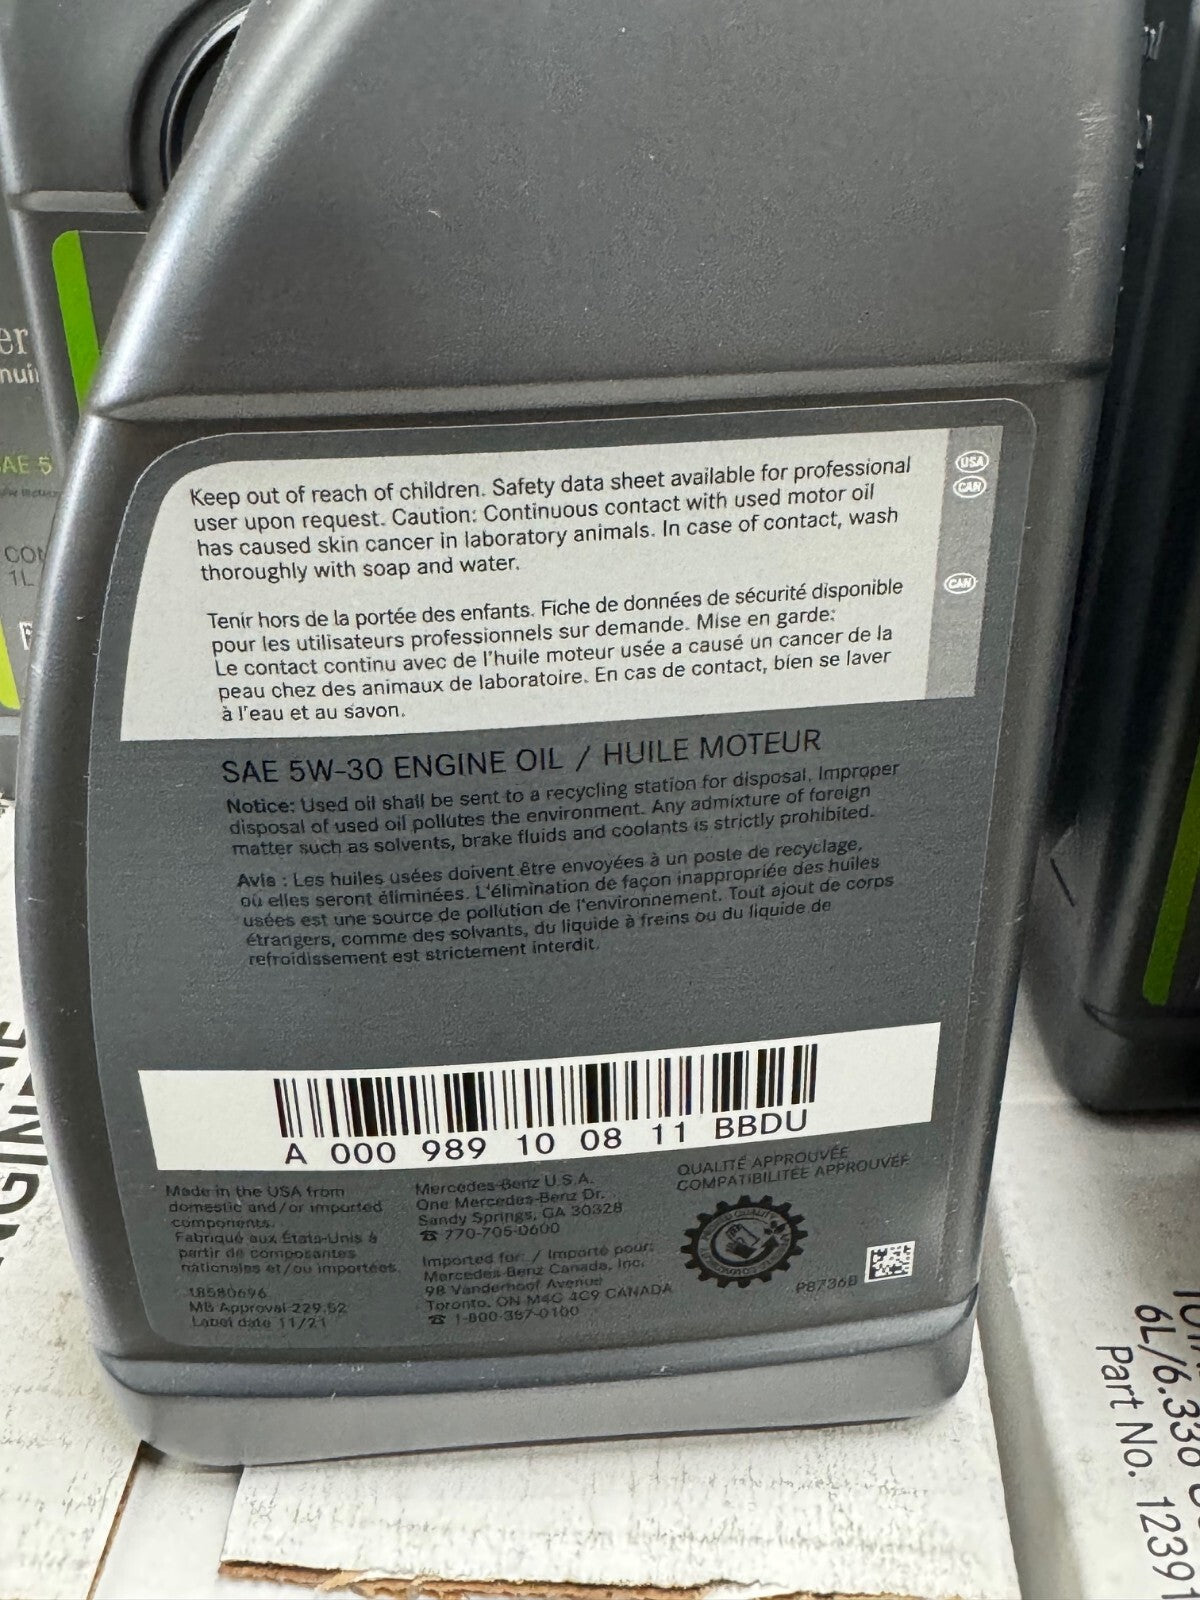 Keep out of reach of children. Safety data sheet available for professional
user upon request. Caution: Continuous contact with used motor oil
has caused skin cancer in laboratory animals. In case of contact, wash
thoroughly with soap and water.
USA
CAN
Tenir hors de la portée des enfants. Fiche de données de sécurité disponible
pour les utilisateurs professionnels sur demande. Mise en garde:
Le contact continu avec de l'huile moteur usée a causé un cancer de la
peau chez des animaux de laboratoire. En cas de contact, bien se laver
à l'eau et au savon.
CAN
SAE 5W-30 ENGINE OIL / HUILE MOTEUR
Notice: Used oil shall be sent to a recycling station for disposal. Improper
disposal of used oil pollutes the environment. Any admixture of foreign
matter such as solvents, brake fluids and coolants is strictly prohibited.
Avis : Les huiles usées doivent être envoyées à un poste de recyclage,
où elles seront éliminées. L'élimination de façon inappropriée des huiles
usées est une source de pollution de l'environnement. Tout ajout de corps
étrangers, comme des solvants, du liquide à freins ou du liquide de
refroidissement est strictement interdit.
A 000 989 10 08 11 BBDU
Made in the USA from
domestic and/or imported
components.
Fabriqué aux États-Unis à
partir de composantes
nationales et/ou importées.
18580696
MB Approval 229.52
Label date 11/21
Mercedes-Benz U.S.A.
One Mercedes-Benz Dr.
Sandy Springs, GA 30328
☎ 770-705-0600
Imported for: / Importé pour:
Mercedes-Benz Canada, Inc.
98 Vanderhoof Avenue
Toronto, ON M4G 4C9 CANADA
☎ 1-800-387-0100
QUALITÉ APPROUVÉE
COMPATIBILITÉE APPROUVÉE
P8736B
SAE 5
1L
6L/6.338
Part No. 12391